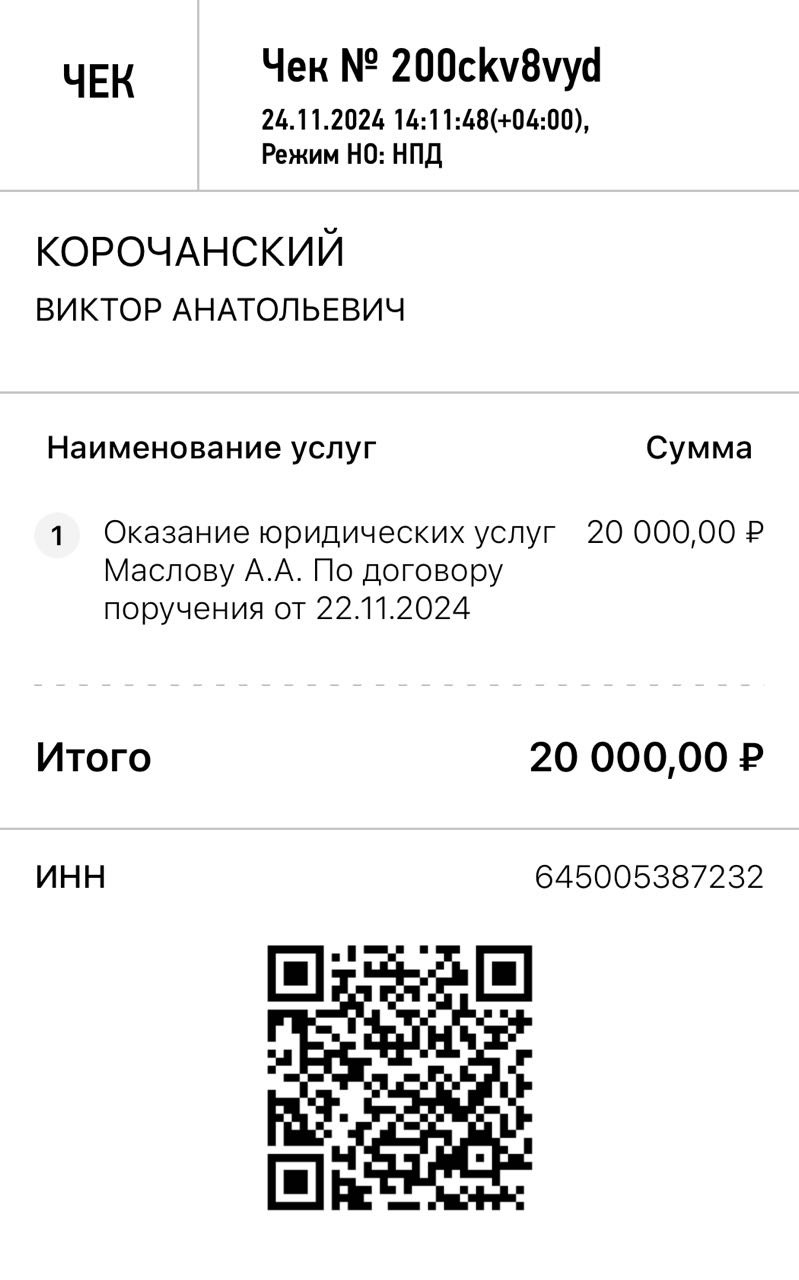 ЧЕК
Чек № 200ckv8vyd
24.11.2024 14:11:48(+04:00),
Режим НО: НПД
КОРОЧАНСКИЙ
ВИКТОР АНАТОЛЬЕВИЧ
Наименование услуг Сумма
1 Оказание юридических услуг 20 000,00 ₽
Маслову А.А. По договору
поручения от 22.11.2024
Итого 20 000,00 ₽
ИНН 645005387232